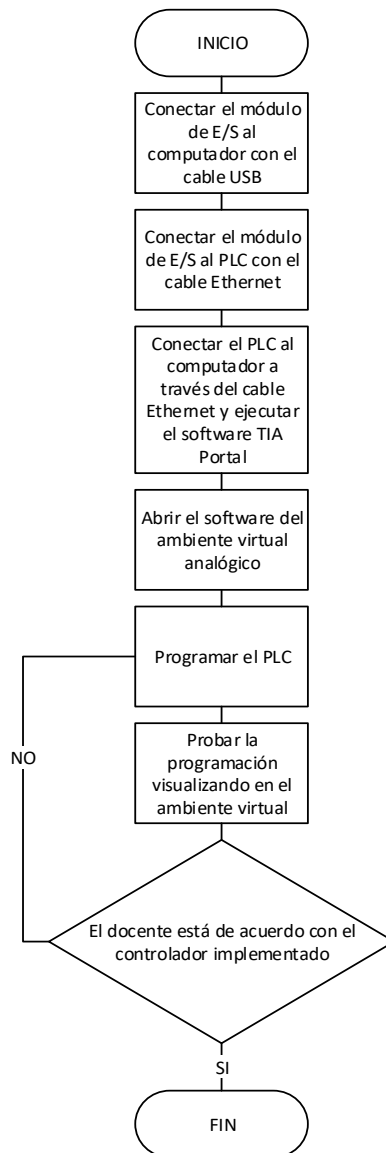 INICIO
Conectar el módulo
de E/S al
computador con el
cable USB
Conectar el módulo
de E/S al PLC con el
cable Ethernet
Conectar el PLC al
computador a
través del cable
Ethernet y ejecutar
el software TIA
Portal
Abrir el software del
ambiente virtual
analógico
Programar el PLC
Probar la
programación
visualizando en el
ambiente virtual
NO
El docente está de acuerdo con el
controlador implementado
SI
FIN